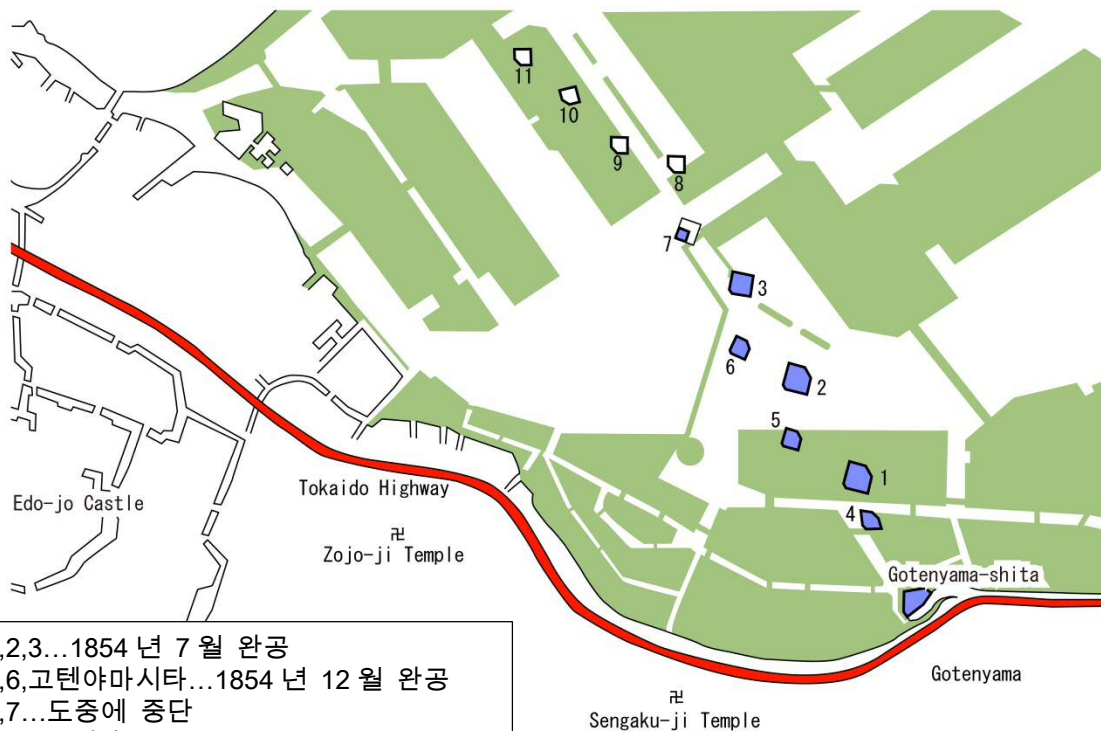 11
10
9
8
7
3
6
2
5
1
4
Edo-jo Castle
Tokaido Highway
卍
Zojo-ji Temple
Gotenyama-shita
Gotenyama
卍
Sengaku-ji Temple
,2,3…1854 년 7 월 완공
,6,고텐야마시타…1854 년 12 월 완공
,7…도중에 중단